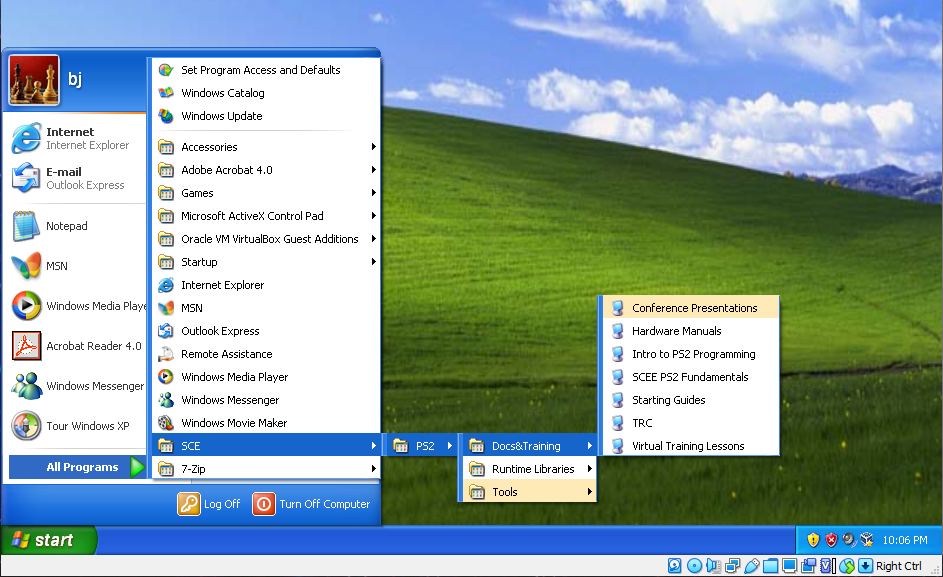 bj
Internet
Internet Explorer
E-mail
Outlook Express
Notepad
MSN
Windows Media Playe
Acrobat Reader 4.0
Windows Messenger
Tour Windows XP
All Programs
Set Program Access and Defaults
Windows Catalog
Windows Update
Accessories
Adobe Acrobat 4.0
Games
Microsoft ActiveX Control Pad
Oracle VM VirtualBox Guest Additions
Startup
Internet Explorer
MSN
Outlook Express
Remote Assistance
Windows Media Player
Windows Messenger
Windows Movie Maker
SCE
7-Zip
PS2
Docs&Training
Runtime Libraries
Tools
Conference Presentations
Hardware Manuals
Intro to PS2 Programming
SCEE PS2 Fundamentals
Starting Guides
TRC
Virtual Training Lessons
Log Off
Turn Off Computer
start
10:06 PM
Right Ctrl